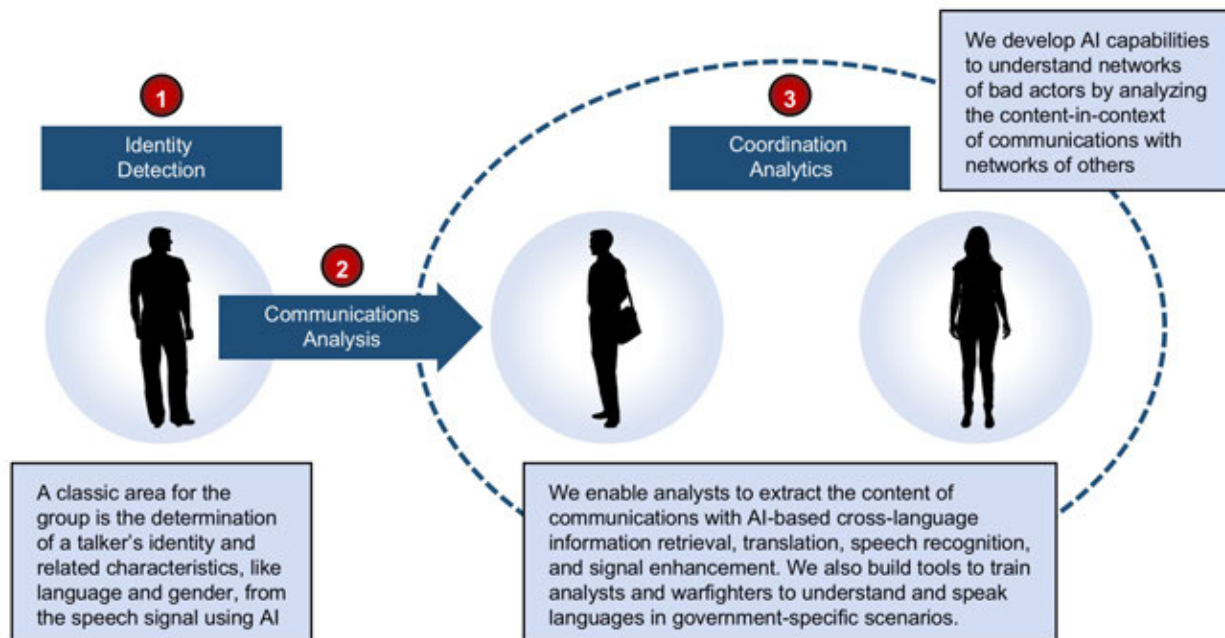 1
Identity
Detection
2
Communications
Analysis
3
Coordination
Analytics
We develop AI capabilities
to understand networks
of bad actors by analyzing
the content-in-context
of communications with
networks of others
A classic area for the
group is the determination
of a talker's identity and
related characteristics, like
language and gender, from
the speech signal using AI
We enable analysts to extract the content of
communications with AI-based cross-language
information retrieval, translation, speech recognition,
and signal enhancement. We also build tools to train
analysts and warfighters to understand and speak
languages in government-specific scenarios.